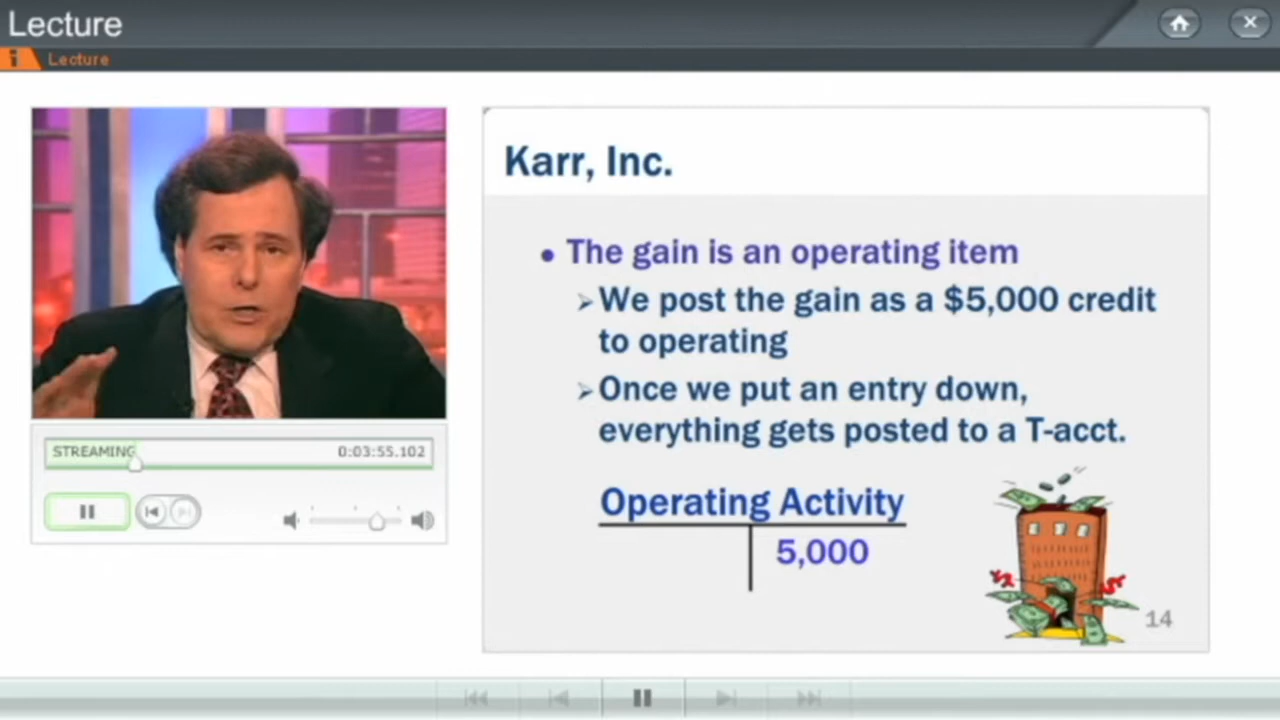 Lecture
Lecture
Karr, Inc.
• The gain is an operating item
➢ We post the gain as a $5,000 credit
to operating
➢ Once we put an entry down,
everything gets posted to a T-acct.
STREAMING 0:03:55.102
Operating Activity
5,000
14